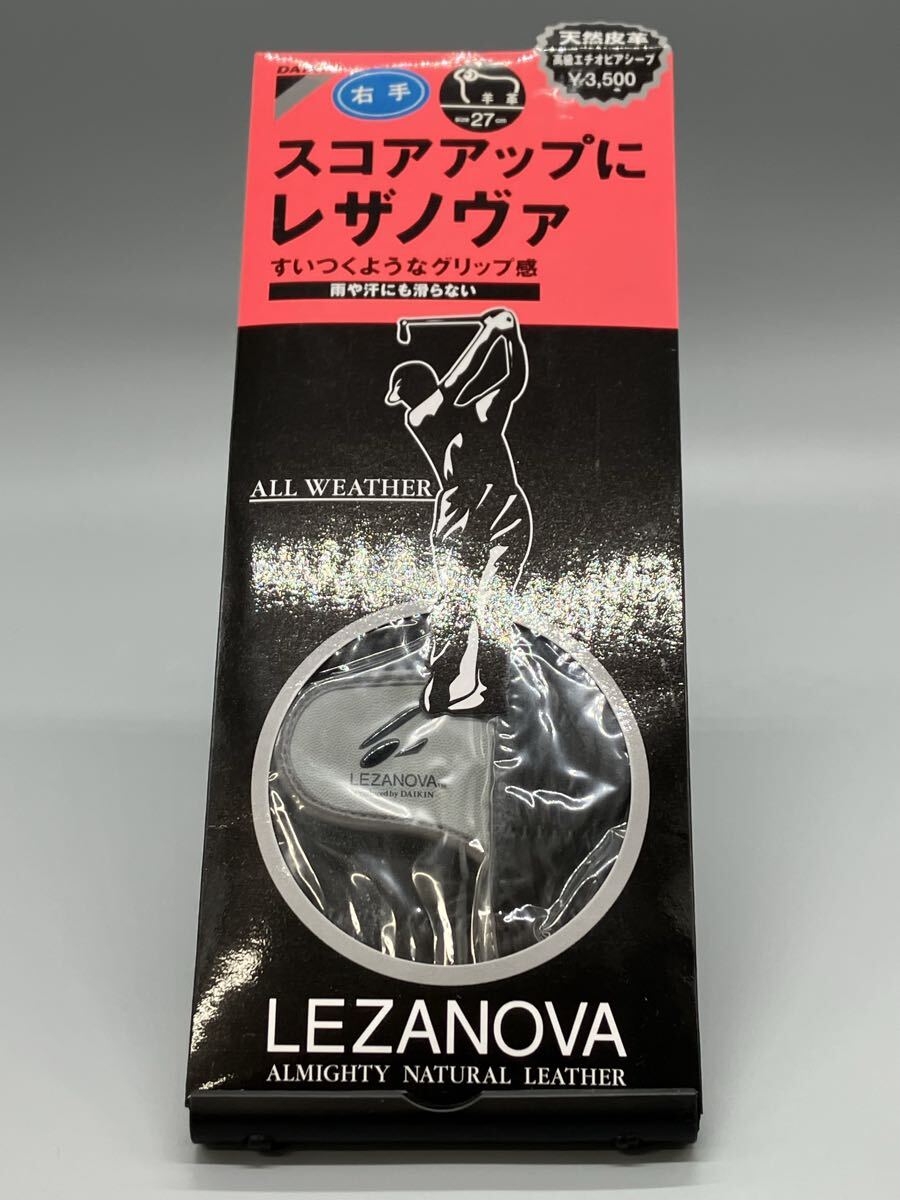 天然皮革
高級エチオピアシープ
¥3,500
右手
羊革
27
スコアアップに
レザノヴァ
すいつくようなグリップ感
雨や汗にも滑らない
ALL WEATHER
LEZANOVA
by DAIKIN
LEZANOVA
ALMIGHTY NATURAL LEATHER